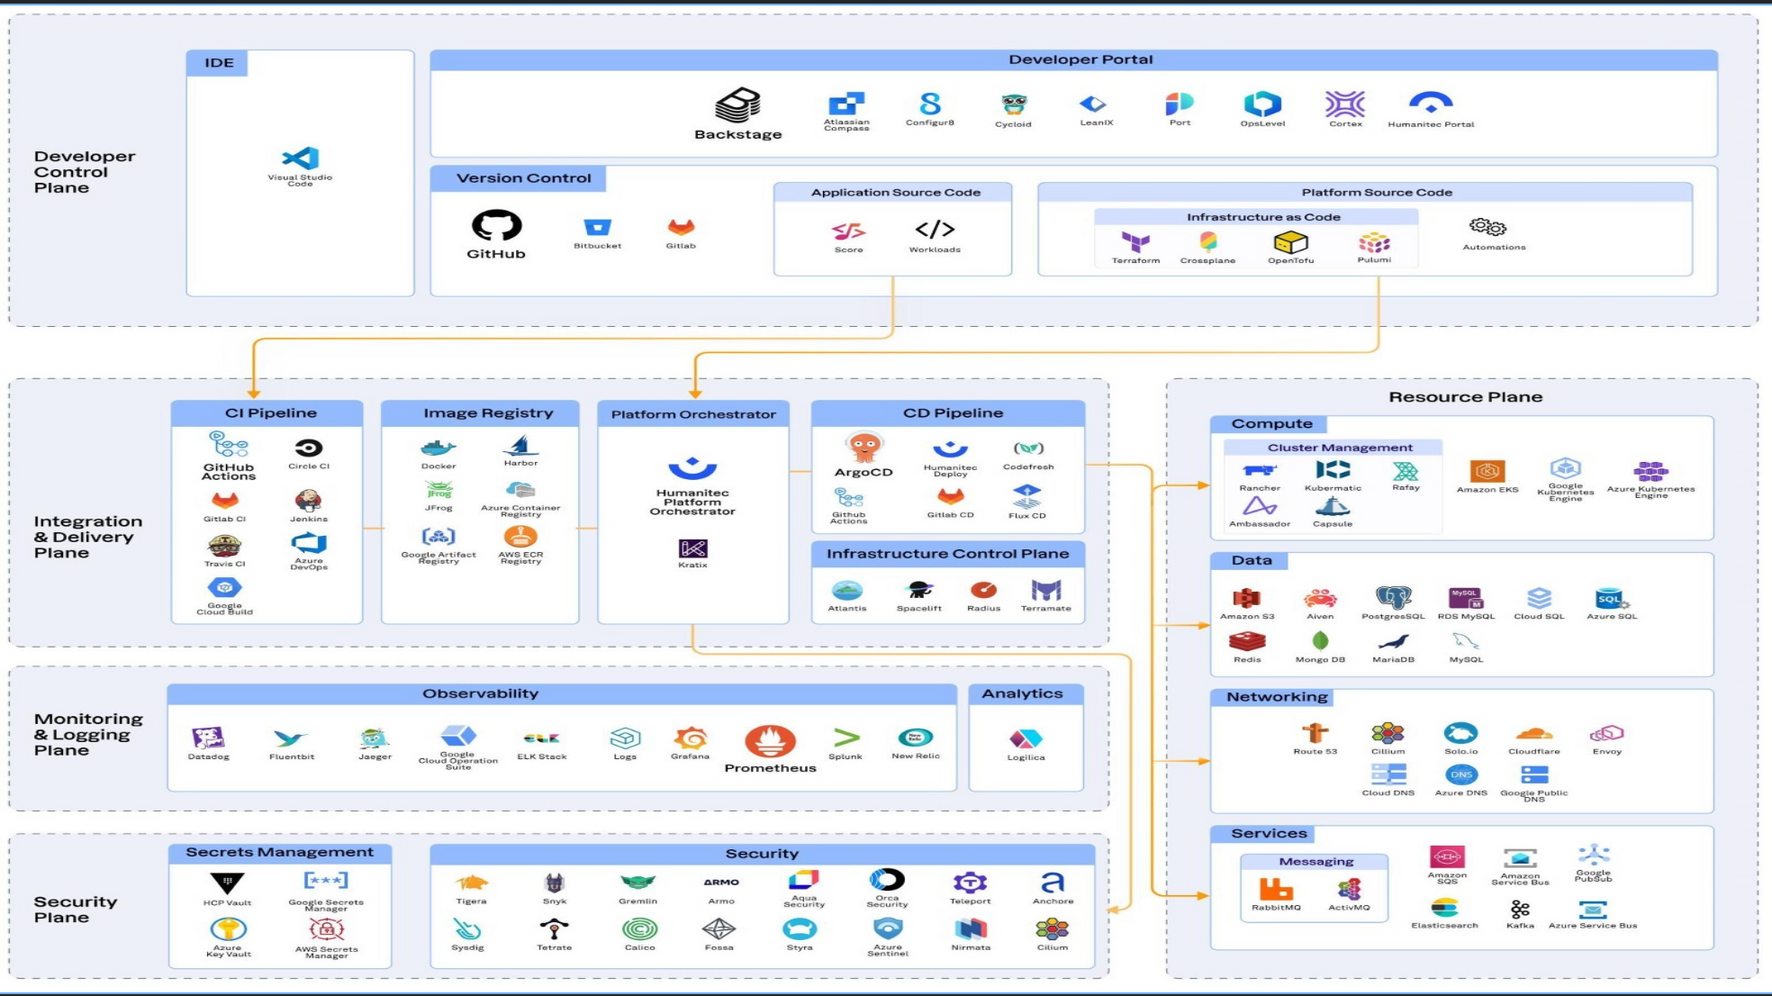 IDE
Developer Portal
Backstage
Atlassian
Compass
Configur8
Cycloid
LeanIX
Port
OpsLevel
Cortex
Humanitec Portal
Developer
Control
Plane
Visual Studio
Code
Version Control
GitHub
Bitbucket
Gitlab
Application Source Code
Score
Workloads
Platform Source Code
Infrastructure as Code
Terraform
Crossplane
OpenTofu
Pulumi
Automations
Integration
& Delivery
Plane
CI Pipeline
GitHub
Actions
Circle CI
Gitlab CI
Jenkins
Travis CI
Azure
DevOps
Google
Cloud Build
Image Registry
Docker
Harbor
JFrog
JFrog
Azure Container
Registry
Google Artifact
Registry
AWS ECR
Registry
Platform Orchestrator
Humanitec
Platform
Orchestrator
Kratix
CD Pipeline
ArgoCD
Humanitec
Deploy
Codefresh
Github
Actions
Gitlab CD
Flux CD
Infrastructure Control Plane
Atlantis
Spacelift
Radius
Terramate
Monitoring
& Logging
Plane
Observability
Datadog
Fluentbit
Jaeger
Google
Cloud Operation
Suite
ELK Stack
Logs
Grafana
Prometheus
Splunk
New Relic
Analytics
Logilica
Security
Plane
Secrets Management
HCP Vault
[***]
Google Secrets
Manager
Azure
Key Vault
AWS Secrets
Manager
Security
Tigera
Snyk
Gremlin
ARMO
Armo
Aqua
Security
Orca
Security
Teleport
Anchore
Sysdig
Tetrate
Calico
Fossa
Styra
Azure
Sentinel
Nirmata
Cilium
Resource Plane
Compute
Cluster Management
Rancher
Kubermatic
Rafay
Ambassador
Capsule
Amazon EKS
Google
Kubernetes
Engine
Azure Kubernetes
Engine
Data
Amazon S3
Aiven
PostgresSQL
MySQL
RDS MySQL
Cloud SQL
SQL
Azure SQL
Redis
Mongo DB
MariaDB
MySQL
Networking
Route 53
Cillium
Solo.io
Cloudflare
Envoy
Cloud DNS
DNS
Azure DNS
Google Public
DNS
Services
Messaging
RabbitMQ
ActivMQ
Amazon
SQS
Amazon
Service Bus
Google
PubSub
Elasticsearch
Kafka
Azure Service Bus